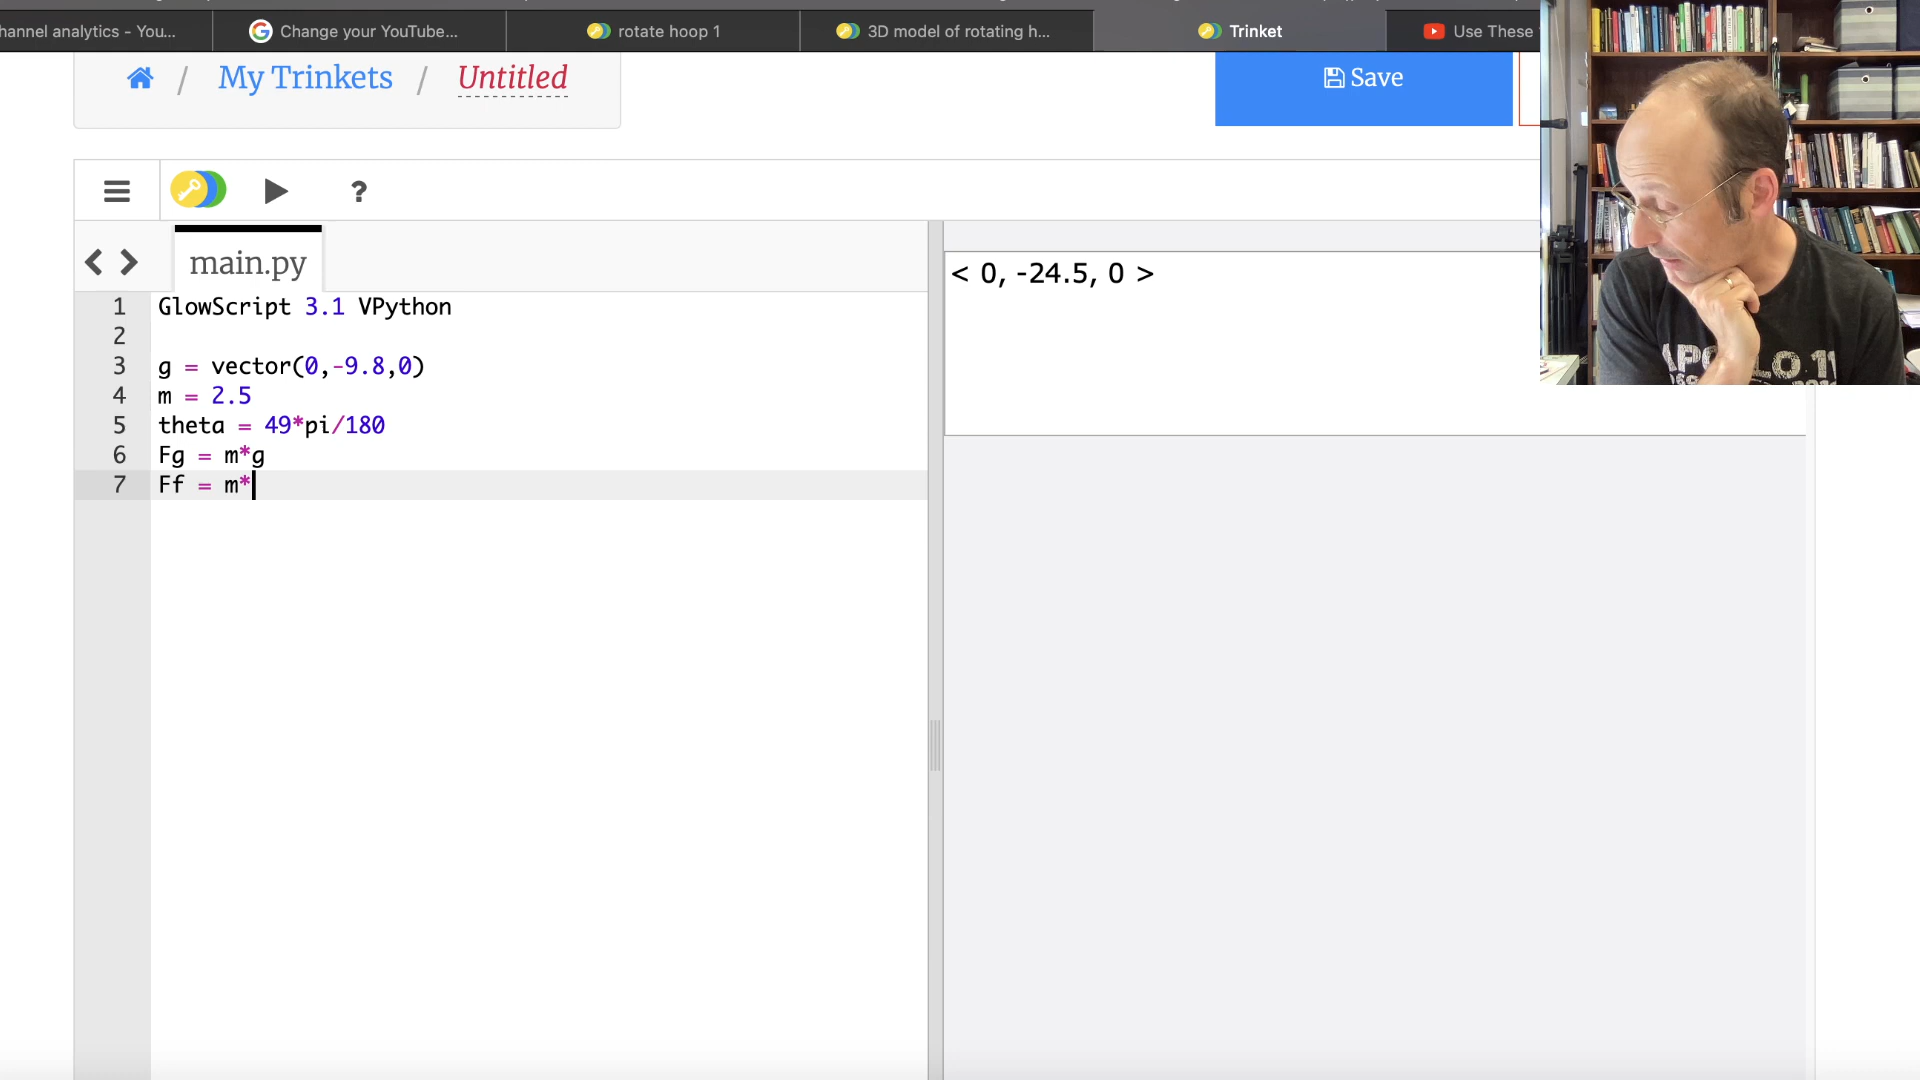 hannel analytics - You...
Change your YouTube...
rotate hoop 1
3D model of rotating h...
Trinket
Use These
/ My Trinkets / Untitled
Save
?
main.py
1 GlowScript 3.1 VPython
2
3 g = vector(0,-9.8,0)
4 m = 2.5
5 theta = 49*pi/180
6 Fg = m*g
7 Ff = m*
< 0, -24.5, 0 >